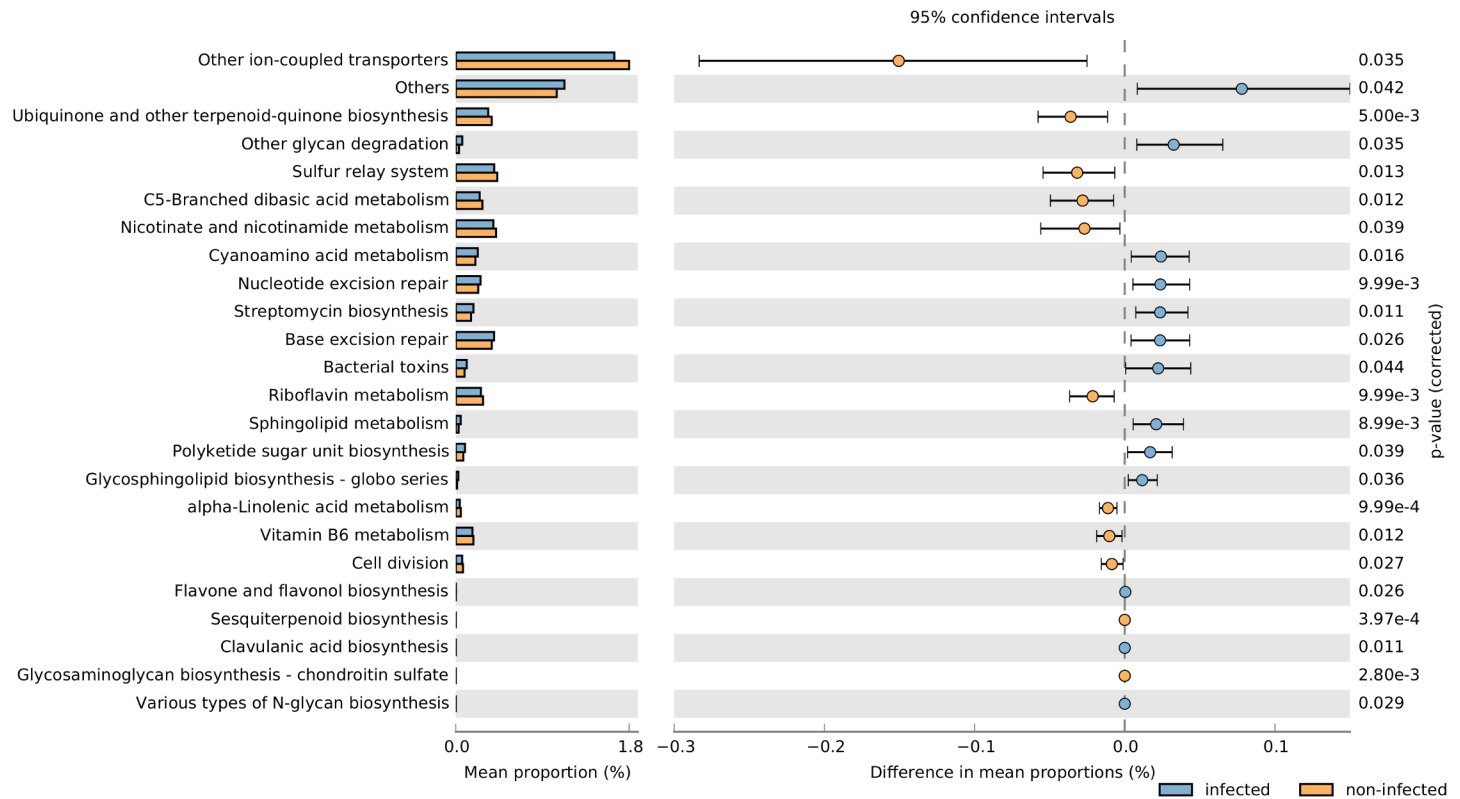 95% confidence intervals
Other ion-coupled transporters 0.035
Others 0.042
Ubiquinone and other terpenoid-quinone biosynthesis 5.00e-3
Other glycan degradation 0.035
Sulfur relay system 0.013
C5-Branched dibasic acid metabolism 0.012
Nicotinate and nicotinamide metabolism 0.039
Cyanoamino acid metabolism 0.016
Nucleotide excision repair 9.99e-3
Streptomycin biosynthesis 0.011
Base excision repair 0.026
Bacterial toxins 0.044
Riboflavin metabolism 9.99e-3
Sphingolipid metabolism 8.99e-3
Polyketide sugar unit biosynthesis 0.039
Glycosphingolipid biosynthesis - globo series 0.036
alpha-Linolenic acid metabolism 9.99e-4
Vitamin B6 metabolism 0.012
Cell division 0.027
Flavone and flavonol biosynthesis 0.026
Sesquiterpenoid biosynthesis 3.97e-4
Clavulanic acid biosynthesis 0.011
Glycosaminoglycan biosynthesis - chondroitin sulfate 2.80e-3
Various types of N-glycan biosynthesis 0.029
p-value (corrected)
0.0 1.8 −0.3 −0.2 −0.1 0.0 0.1
Mean proportion (%) Difference in mean proportions (%)
infected non-infected